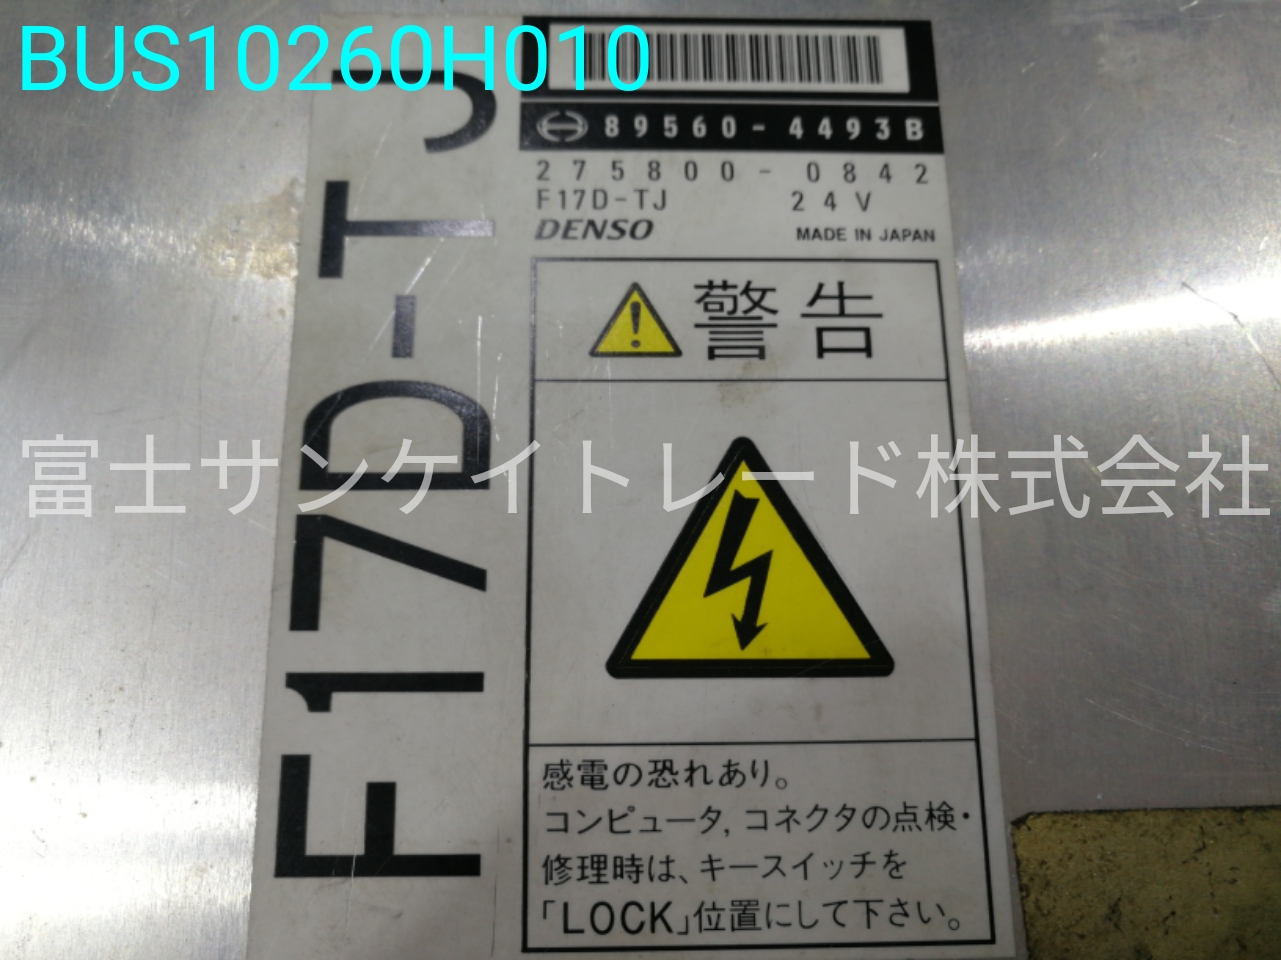 BUS10260H010
89560-4493B
275800-0842
F17D-TJ 24V
DENSO MADE IN JAPAN
F17D-TJ
警告
富士サンケイトレード株式会社
感電の恐れあり。
コンピュータ,コネクタの点検・
修理時は、キースイッチを
「LOCK」位置にして下さい。